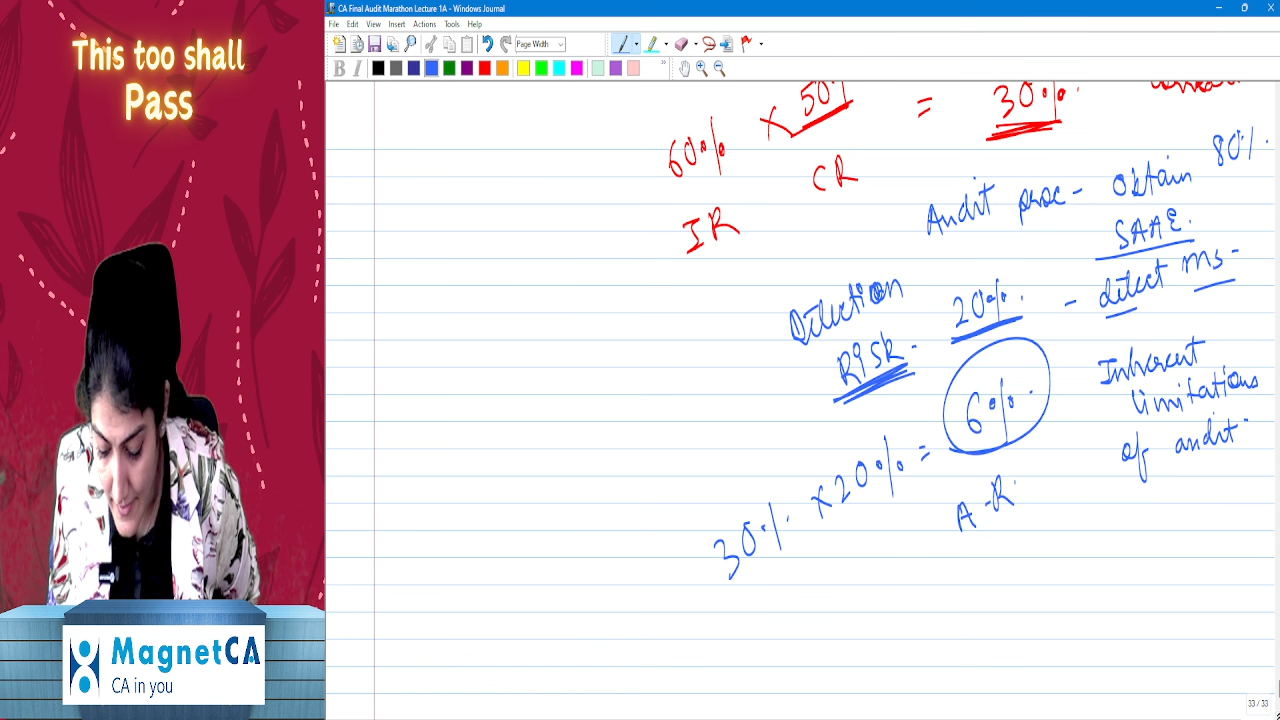 This too shall
Pass
MagnetCA
CA in you
CA Final Audit Marathon Lecture 1A - Windows Journal
File Edit View Insert Actions Tools Help
Page Width
B I
60% × 50% = 30%.
IR CR
Audit proc - Obtain 80%.
SAAE.
Detection 20%. - detect MS -
RISK.
Inherent
limitations
of audit.
30% × 20% = 6%.
A-R.
33 / 33